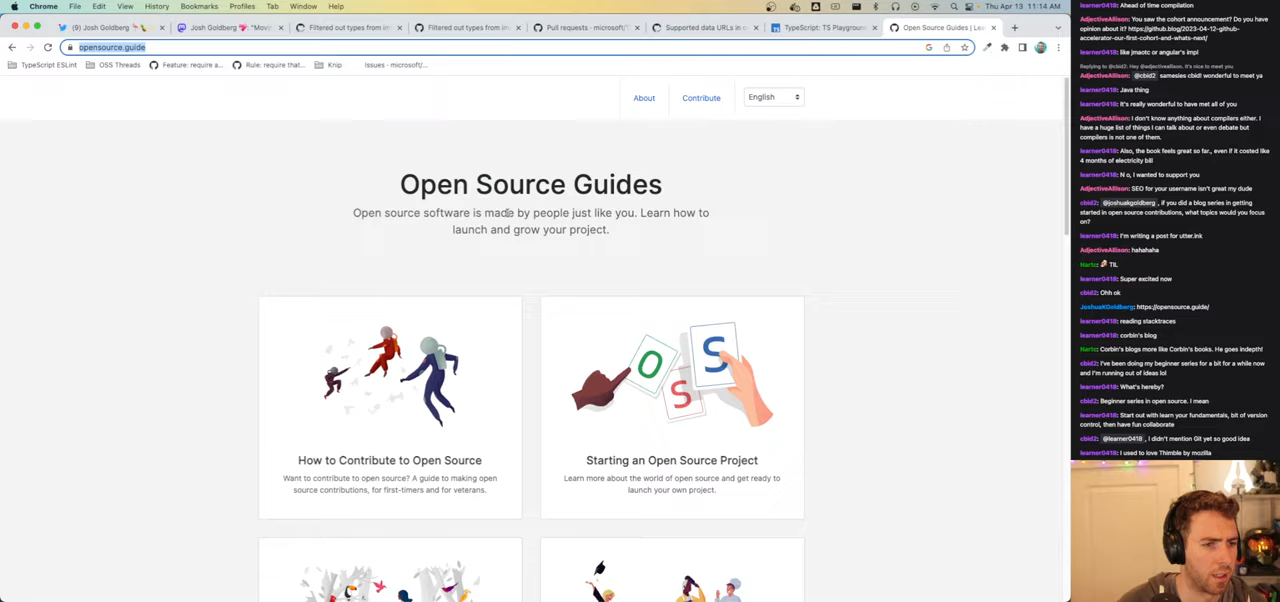 Chrome File Edit View History Bookmarks Profiles Tab Window Help
Thu Apr 13 11:14 AM
(9) Josh Goldberg
Josh Goldberg
"Movin
Filtered out types from im
Filtered out types from im
Pull requests · microsoft/
Supported data URLs in c
TypeScript: TS Playgroun
Open Source Guides | Lea
opensource.guide
TypeScript ESLint
OSS Threads
Feature: require a...
Rule: require that...
Knip
Issues · microsoft/...
About
Contribute
English
Open Source Guides
Open source software is made by people just like you. Learn how to
launch and grow your project.
O
S
S
How to Contribute to Open Source
Want to contribute to open source? A guide to making open
source contributions, for first-timers and for veterans.
Starting an Open Source Project
Learn more about the world of open source and get ready to
launch your own project.
learner0418: Ahead of time compilation
AdjectiveAllison: You saw the cohort announcement? Do you have
opinion about it? https://github.blog/2023-04-12-github-
accelerator-our-first-cohort-and-whats-next/
learner0418: like jmaotc or angular's impl
Replying to @cbid2: Hey @adjectiveallison. It's nice to meet you
AdjectiveAllison: @cbid2 samesies cbid! wonderful to meet ya
learner0418: Java thing
learner0418: It's really wonderful to have met all of you
AdjectiveAllison: I don't know anything about compilers either. I
have a huge list of things I can talk about or even debate but
compilers is not one of them.
learner0418: Also, the book feels great so far., even if it costed like
4 months of electricity bill
learner0418: N o, I wanted to support you
AdjectiveAllison: SEO for your username isn't great my dude
cbid2: @joshuakgoldberg , if you did a blog series in getting
started in open source contributions, what topics would you focus
on?
learner0418: I'm writing a post for utter.ink
AdjectiveAllison: hahahaha
TIL
learner0418: Super excited now
cbid2: Ohh ok
JoshuaKGoldberg: https://opensource.guide/
learner0418: reading stacktraces
learner0418: corbin's blog
Corbin's blogs more like Corbin's books. He goes indepth!
cbid2: I've been doing my beginner series for a bit for a while now
and I'm running out of ideas lol
learner0418: What's hereby?
cbid2: Beginner series in open source. I mean
learner0418: Start out with learn your fundamentals, bit of version
control, then have fun collaborate
cbid2: @learner0418 , I didn't mention Git yet so good idea
learner0418: I used to love Thimble by mozilla